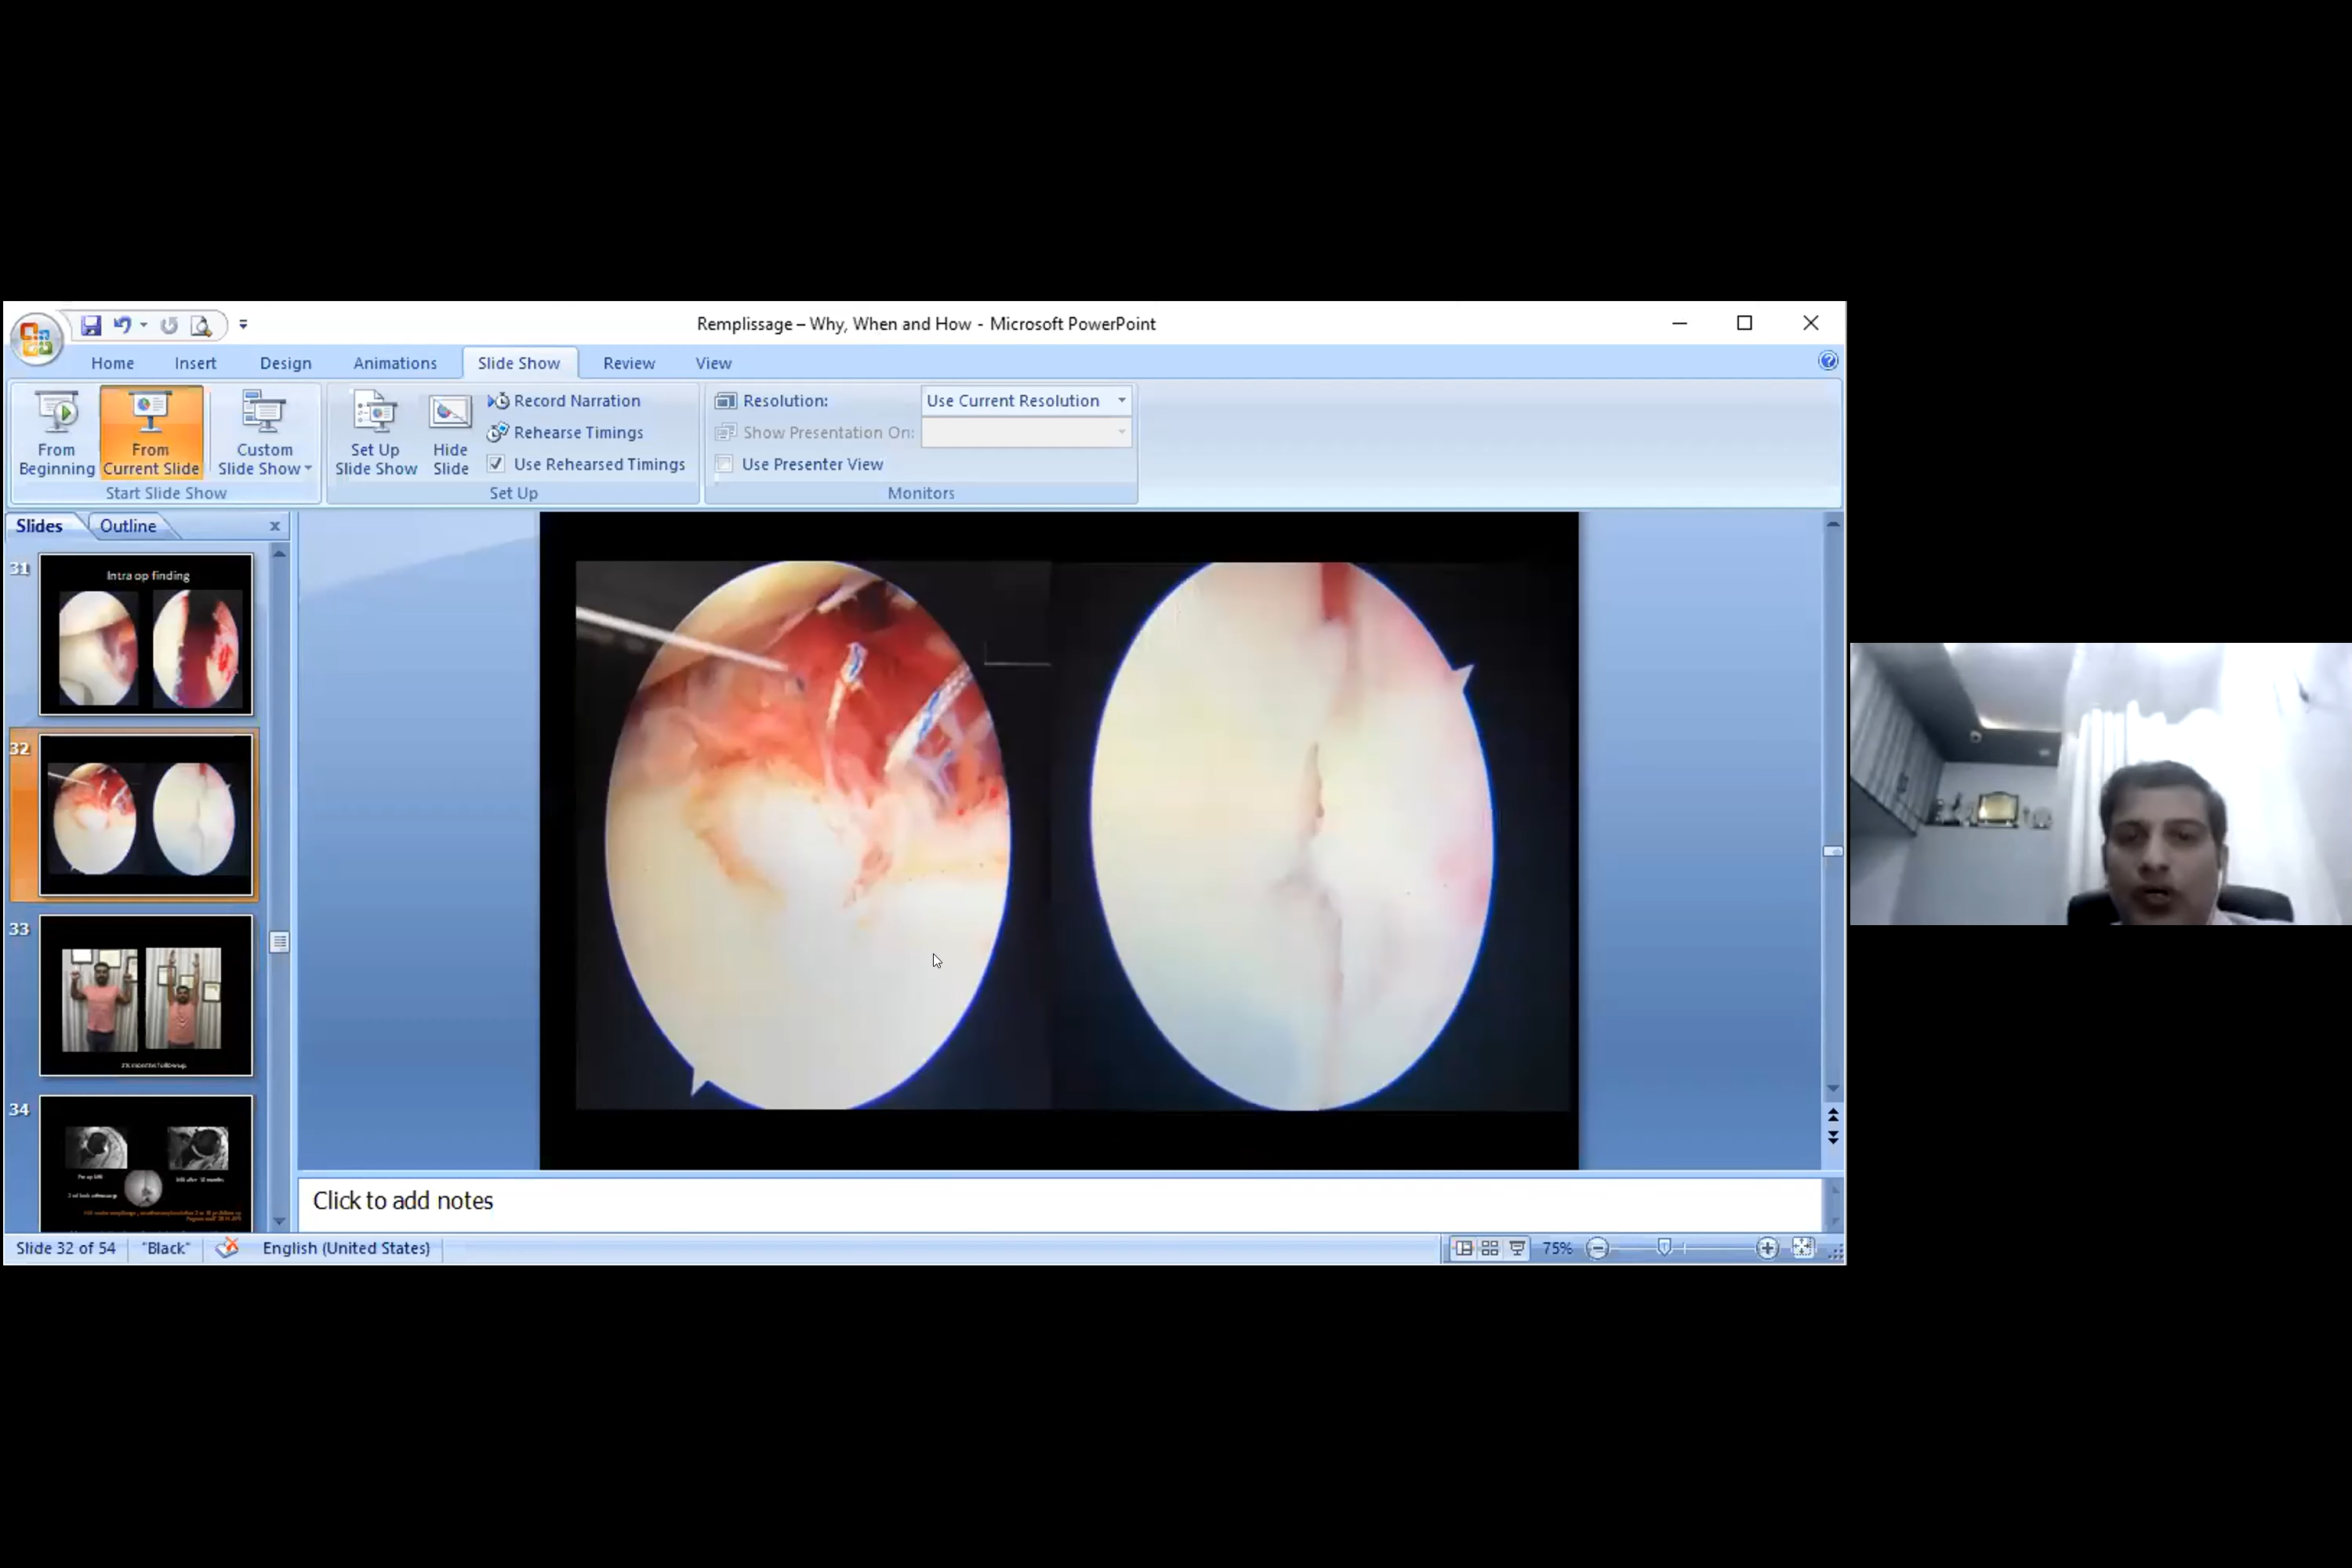 Remplissage – Why, When and How - Microsoft PowerPoint
Home Insert Design Animations Slide Show Review View
From Beginning
From Current Slide
Custom Slide Show
Start Slide Show
Set Up Slide Show
Hide Slide
Record Narration
Rehearse Timings
Use Rehearsed Timings
Set Up
Resolution: Use Current Resolution
Show Presentation On:
Use Presenter View
Monitors
Slides Outline
31
Intra op finding
32
33
34
Click to add notes
Slide 32 of 54 "Black" English (United States) 75%